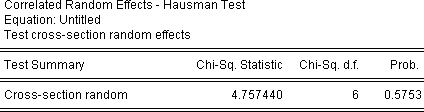 Correlated Random Effects - Hausman Test
Equation: Untitled
Test cross-section random effects
Test Summary Chi-Sq. Statistic Chi-Sq. d.f. Prob.
Cross-section random 4.757440 6 0.5753